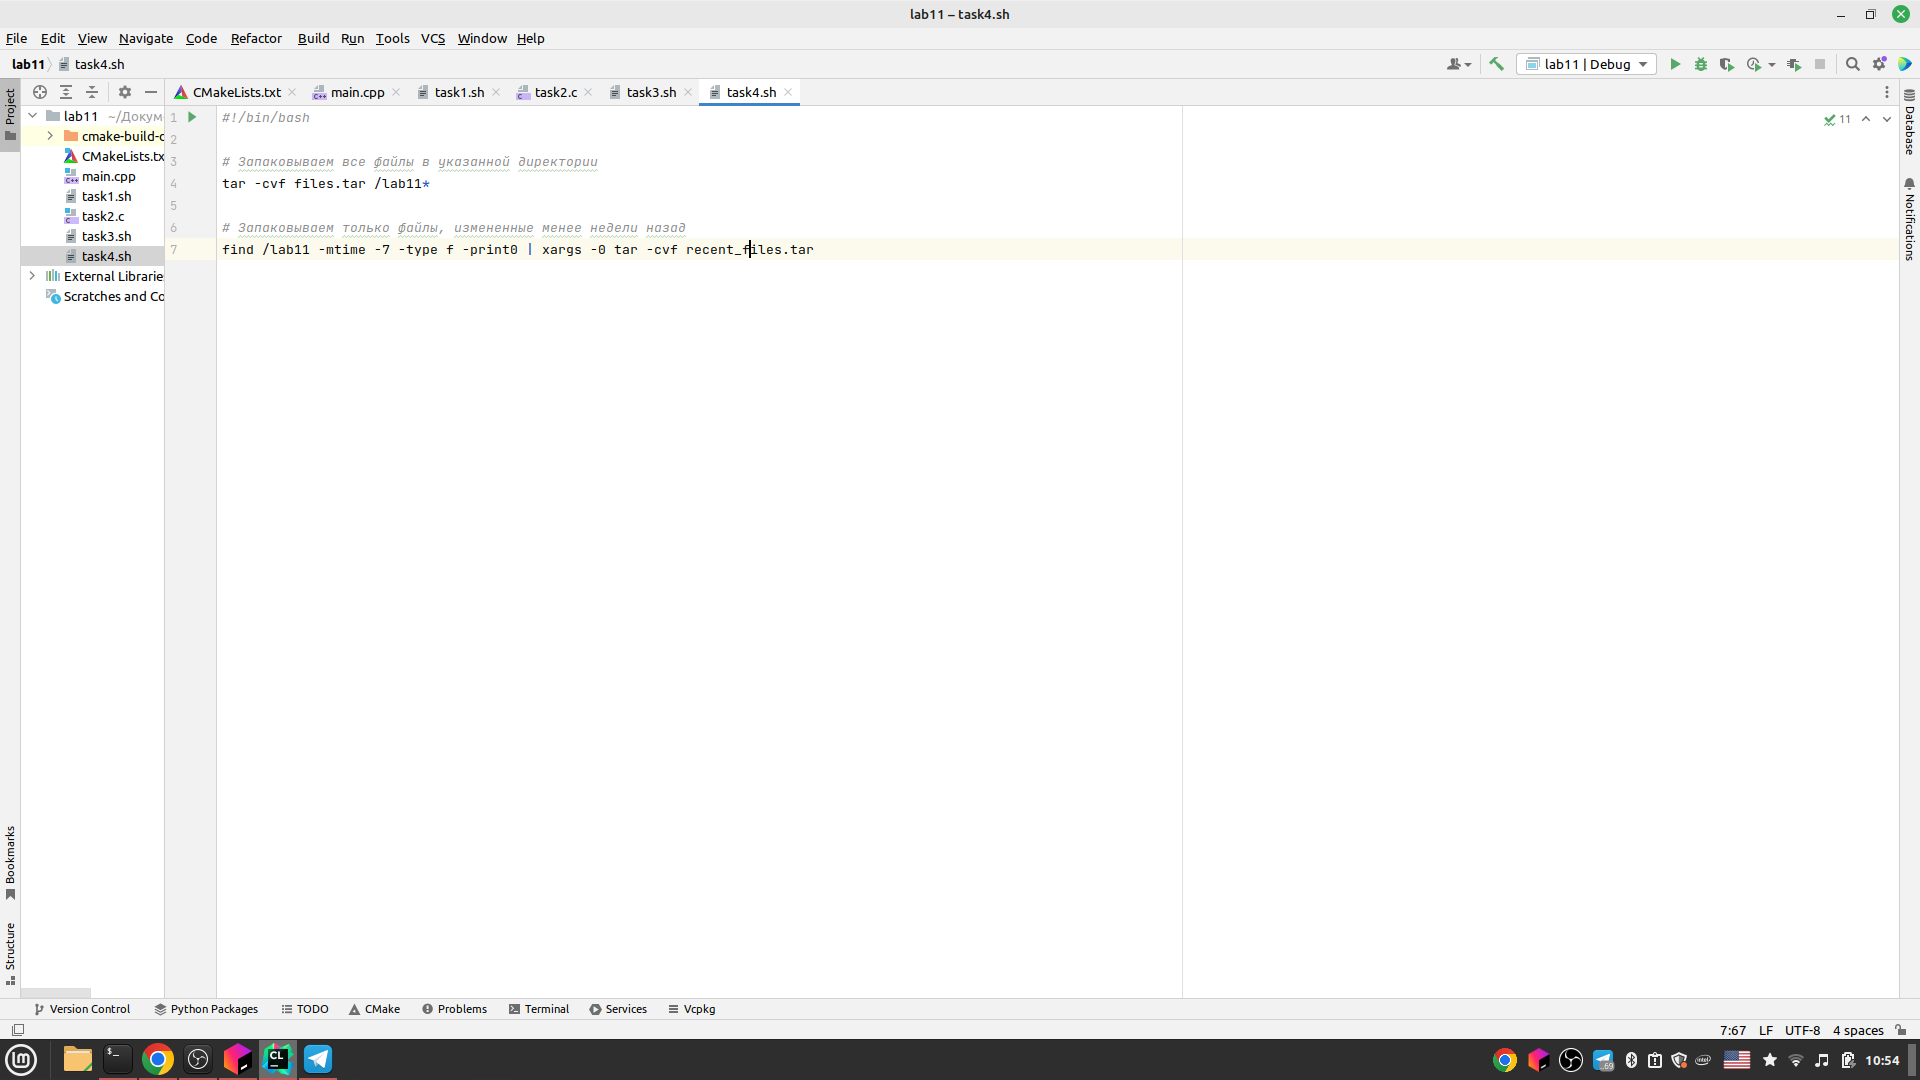 lab11 – task4.sh
File Edit View Navigate Code Refactor Build Run Tools VCS Window Help
lab11 task4.sh
lab11 | Debug
Project
CMakeLists.txt main.cpp task1.sh task2.c task3.sh task4.sh
lab11 ~/Докум
cmake-build-d
CMakeLists.tx
main.cpp
task1.sh
task2.c
task3.sh
task4.sh
External Librarie
Scratches and Co
1 #!/bin/bash
2
3 # Запаковываем все файлы в указанной директории
4 tar -cvf files.tar /lab11*
5
6 # Запаковываем только файлы, измененные менее недели назад
7 find /lab11 -mtime -7 -type f -print0 | xargs -0 tar -cvf recent_files.tar
11
Database
Notifications
Bookmarks
Structure
Version Control Python Packages TODO CMake Problems Terminal Services Vcpkg
7:67 LF UTF-8 4 spaces
CL
69
intel
10:54